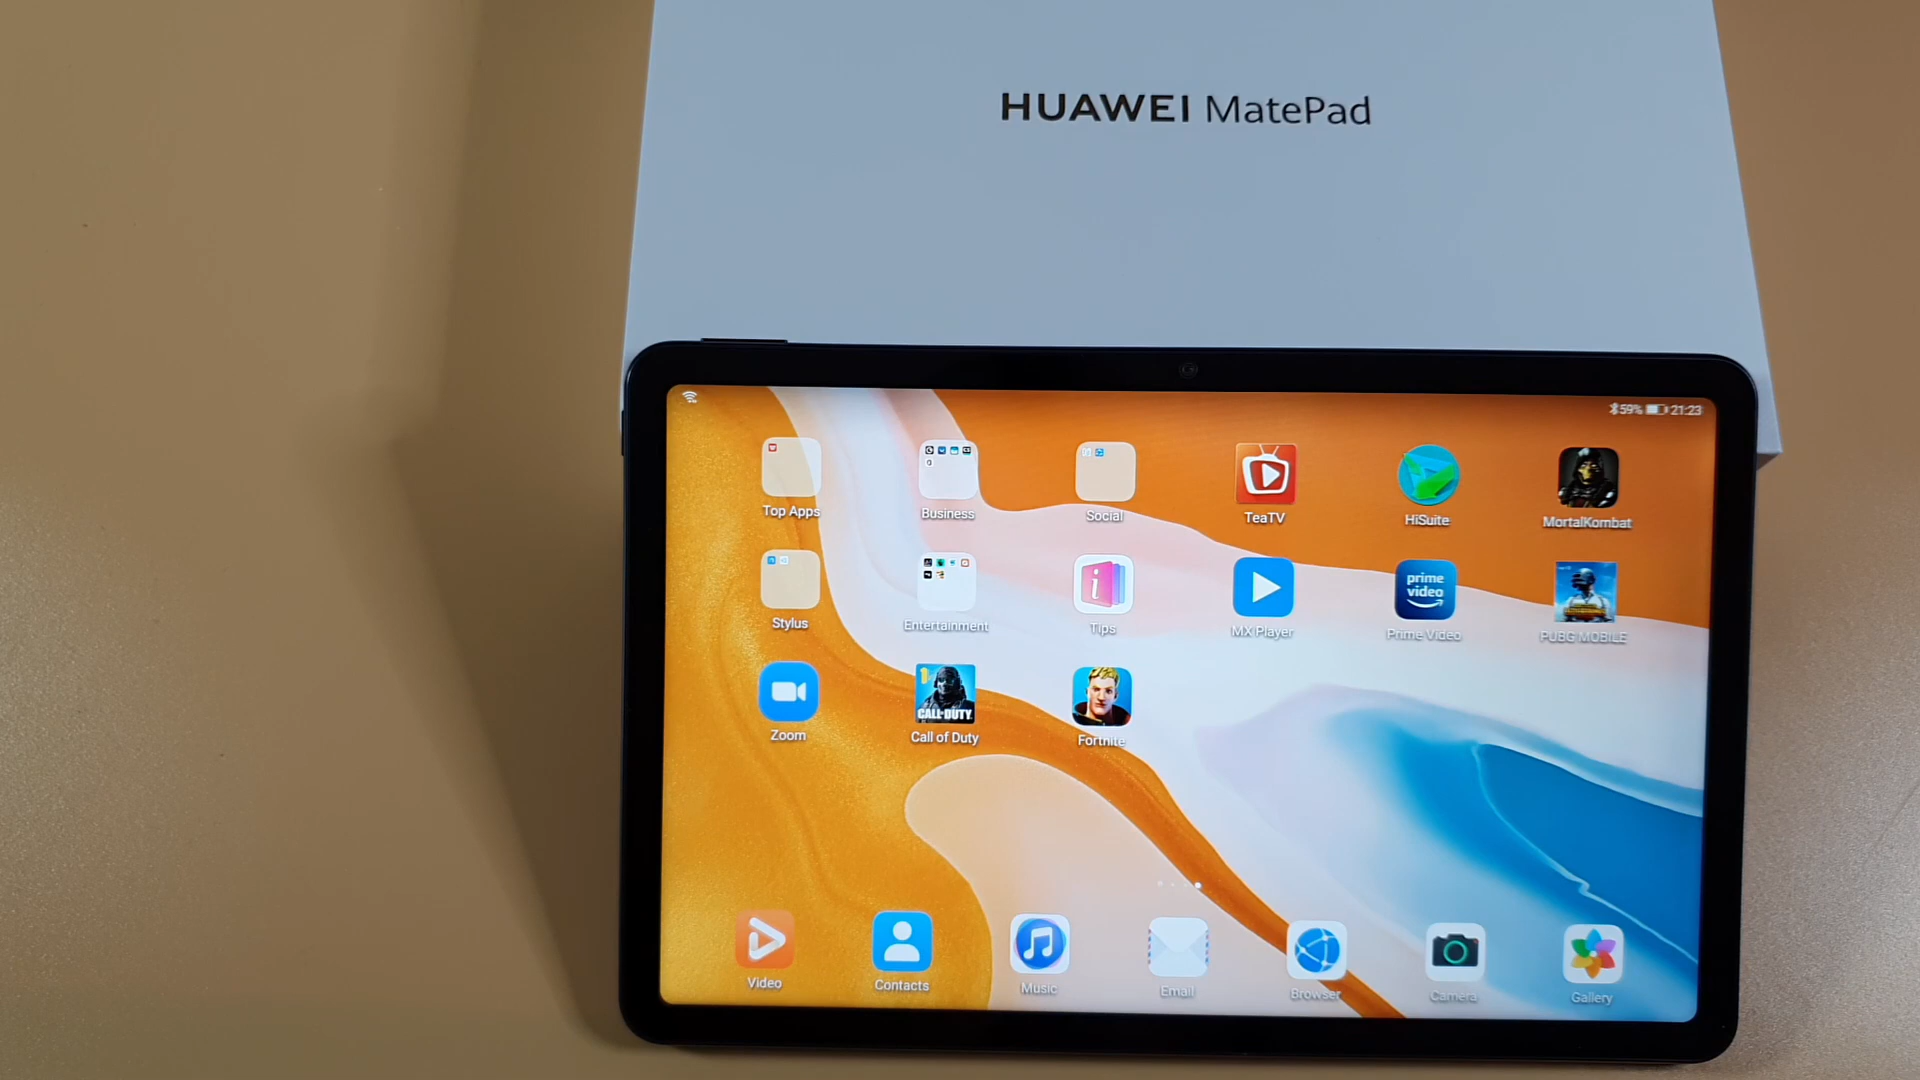 HUAWEI MatePad
59% 21:23
Top Apps Business Social TeaTV HiSuite MortalKombat
prime video
Stylus Entertainment Tips MX Player Prime Video PUBG MOBILE
CALL OF DUTY
Zoom Call of Duty Fortnite
Video Contacts Music Email Browser Camera Gallery